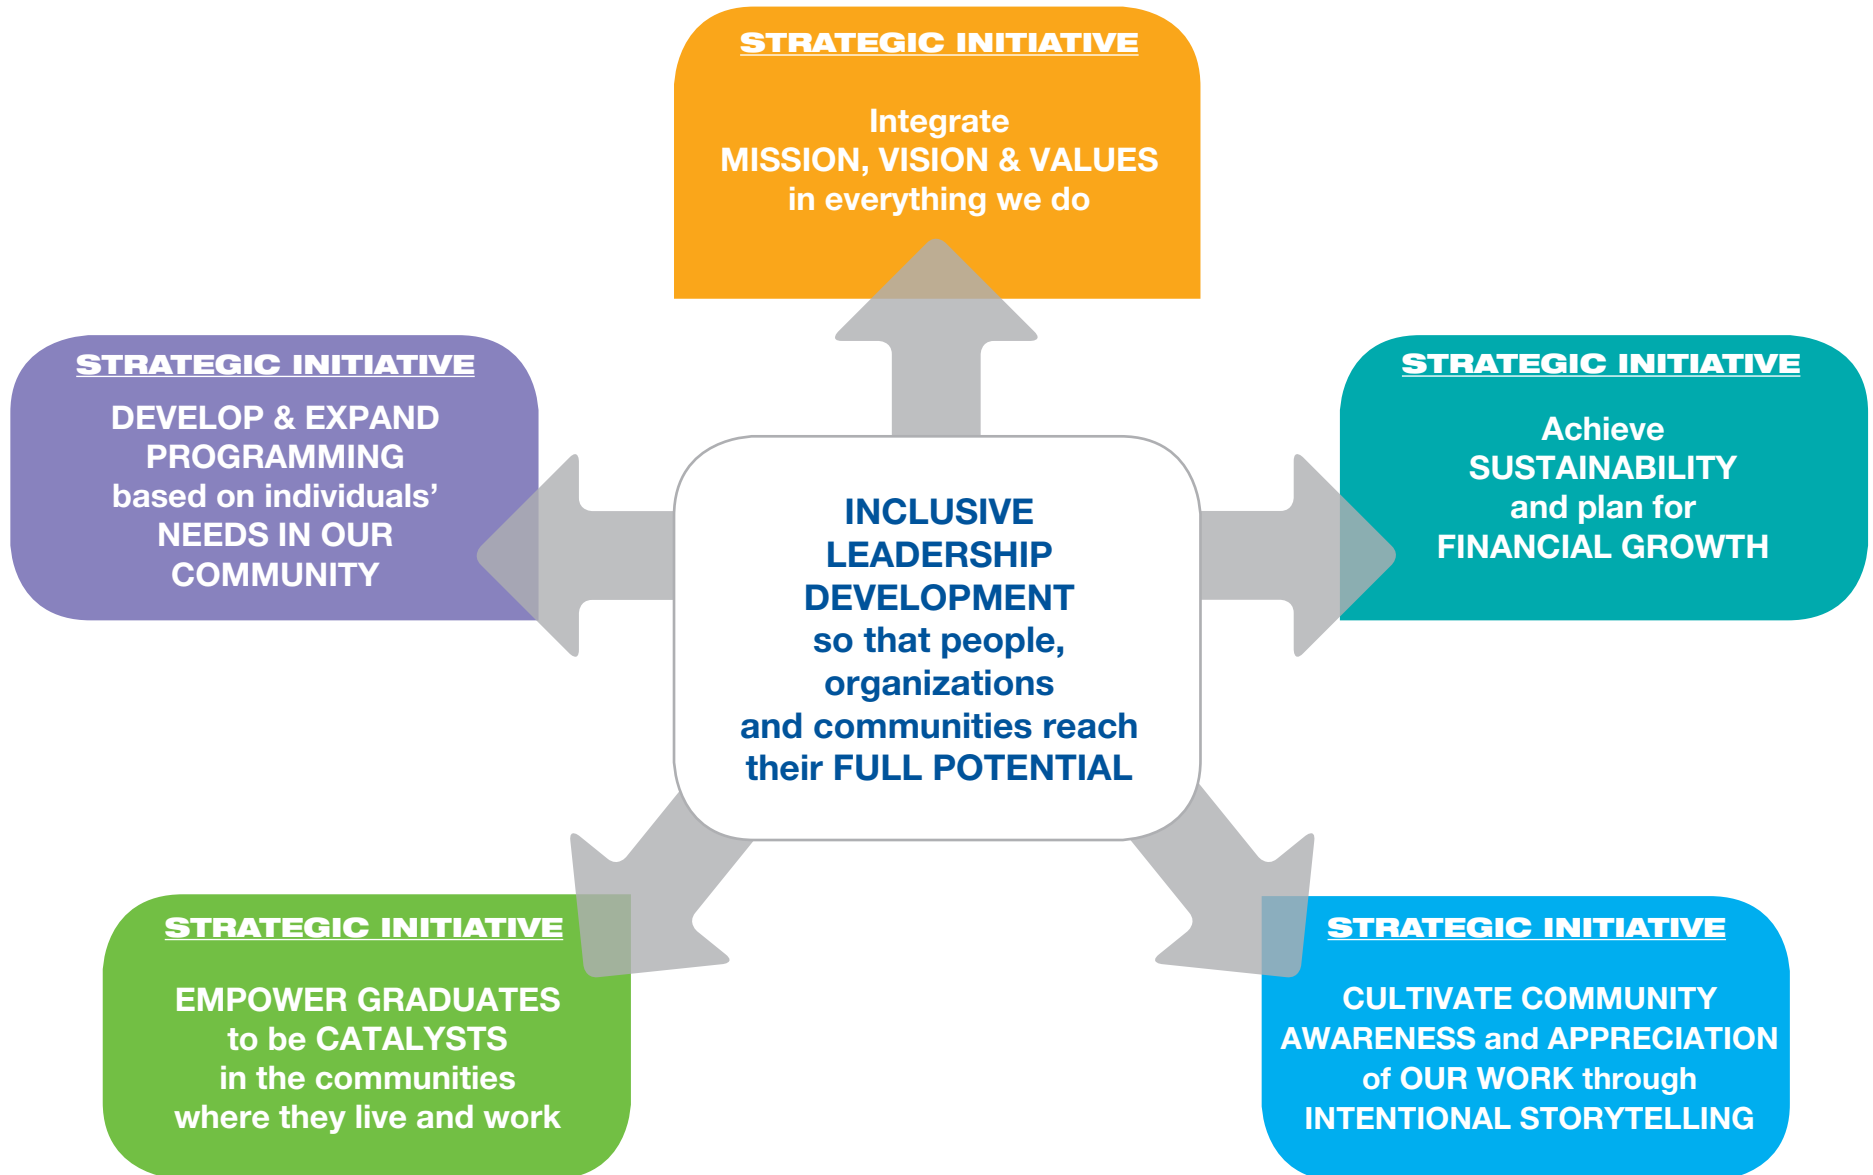 STRATEGIC INITIATIVE
Integrate
MISSION, VISION & VALUES
in everything we do
STRATEGIC INITIATIVE
DEVELOP & EXPAND
PROGRAMMING
based on individuals’
NEEDS IN OUR
COMMUNITY
STRATEGIC INITIATIVE
Achieve
SUSTAINABILITY
and plan for
FINANCIAL GROWTH
INCLUSIVE
LEADERSHIP
DEVELOPMENT
so that people,
organizations
and communities reach
their FULL POTENTIAL
STRATEGIC INITIATIVE
EMPOWER GRADUATES
to be CATALYSTS
in the communities
where they live and work
STRATEGIC INITIATIVE
CULTIVATE COMMUNITY
AWARENESS and APPRECIATION
of OUR WORK through
INTENTIONAL STORYTELLING